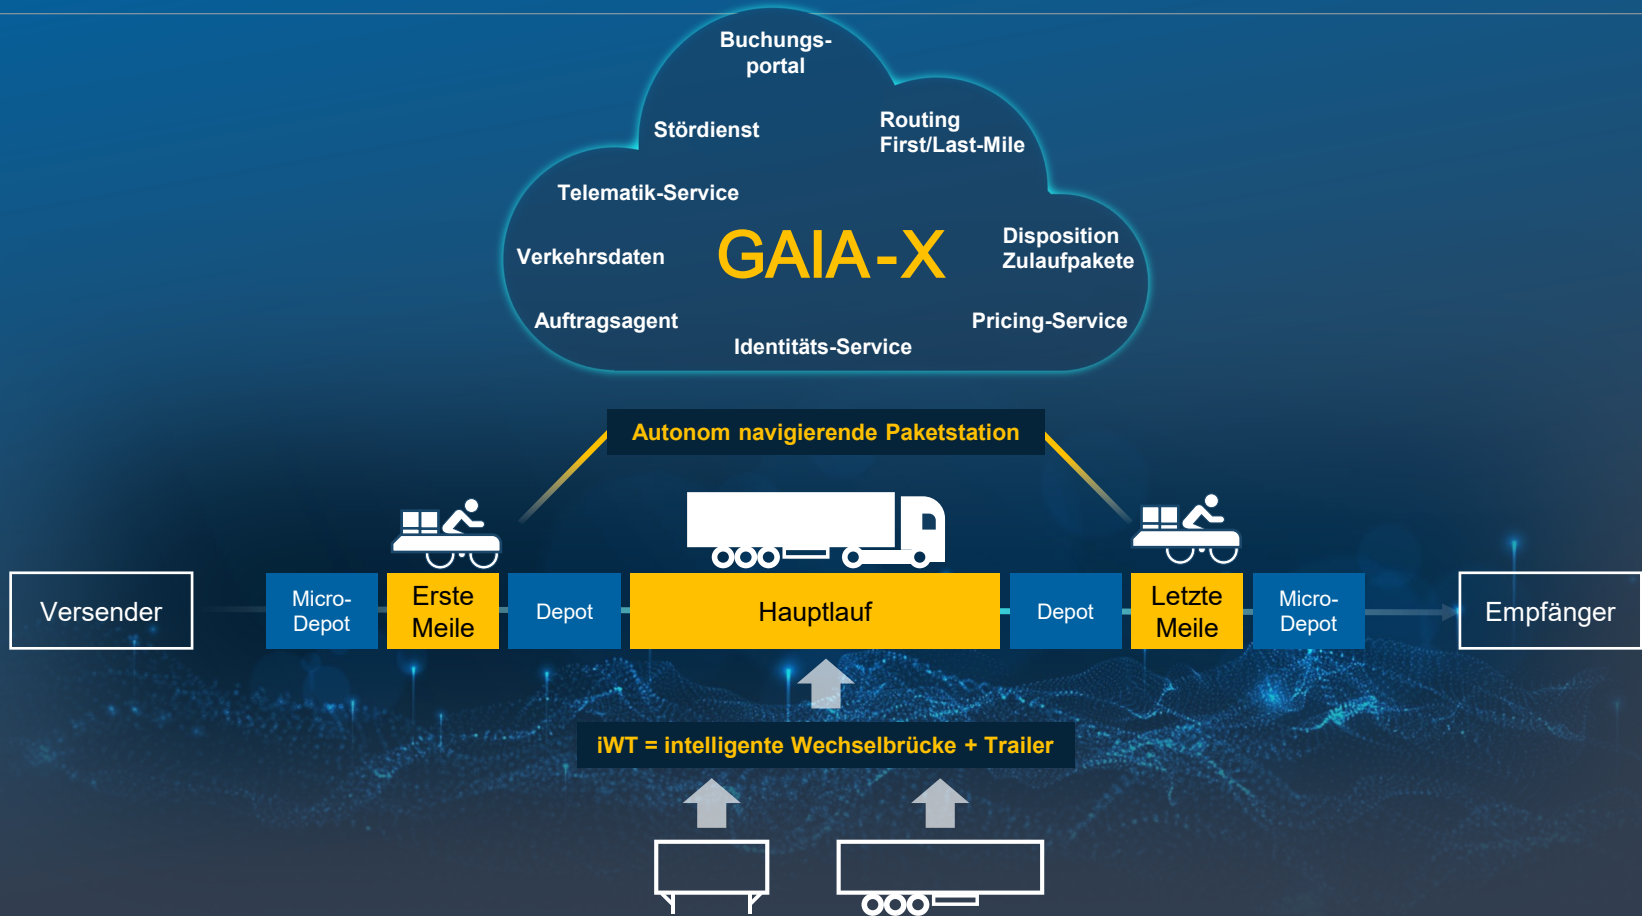 Buchungs-
portal
Stördienst
Routing
First/Last-Mile
Telematik-Service
Verkehrsdaten
GAIA-X
Disposition
Zulaufpakete
Auftragsagent
Pricing-Service
Identitäts-Service
Autonom navigierende Paketstation
Versender
Micro-
Depot
Erste
Meile
Depot
Hauptlauf
Depot
Letzte
Meile
Micro-
Depot
Empfänger
iWT = intelligente Wechselbrücke + Trailer